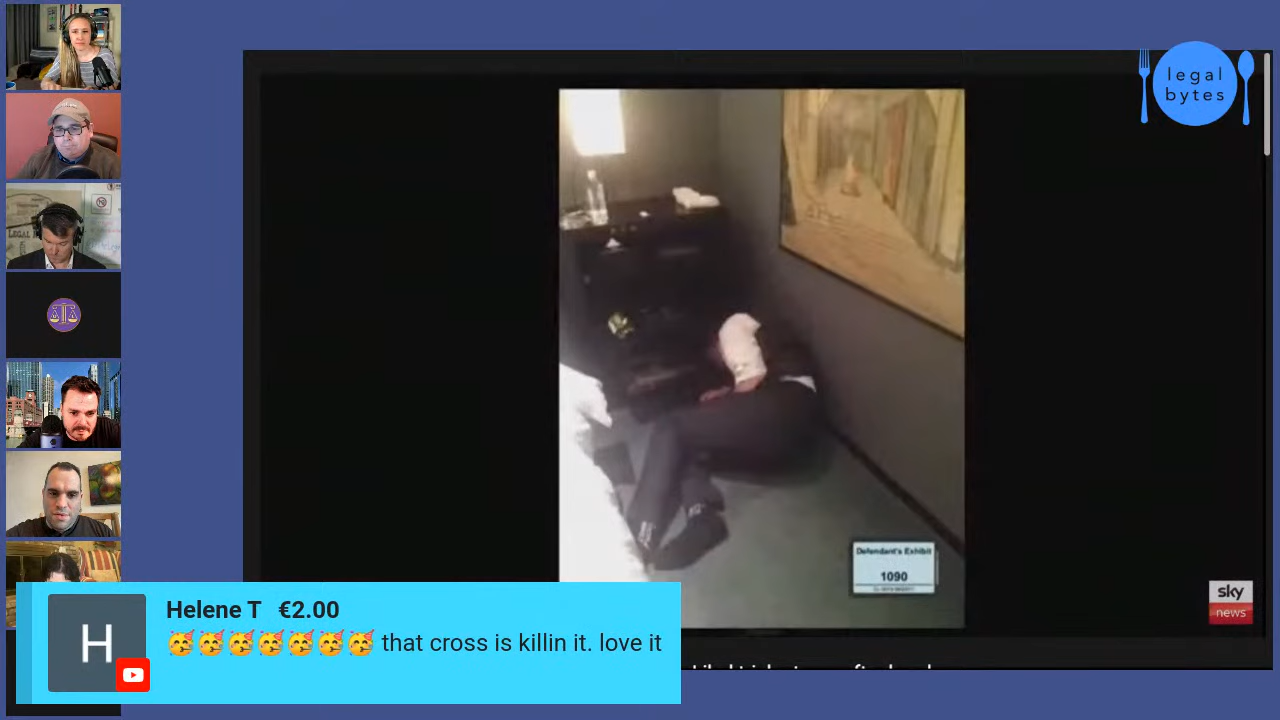 legal
bytes
Defendant's Exhibit
1090
sky
news
H
Helene T €2.00
🥳🥳🥳🥳🥳🥳🥳 that cross is killin it. love it